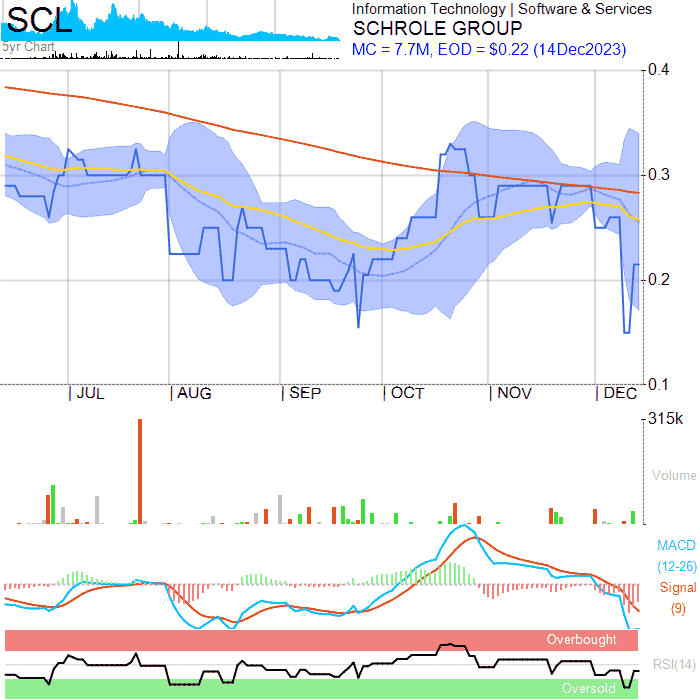 SCL
5yr Chart
Information Technology | Software & Services
SCHROLE GROUP
MC = 7.7M, EOD = $0.22 (14Dec2023)
0.4
0.3
0.2
0.1
| JUL | AUG | SEP | OCT | NOV | DEC
315k
Volume
MACD
(12-26)
Signal
(9)
Overbought
RSI(14)
Oversold